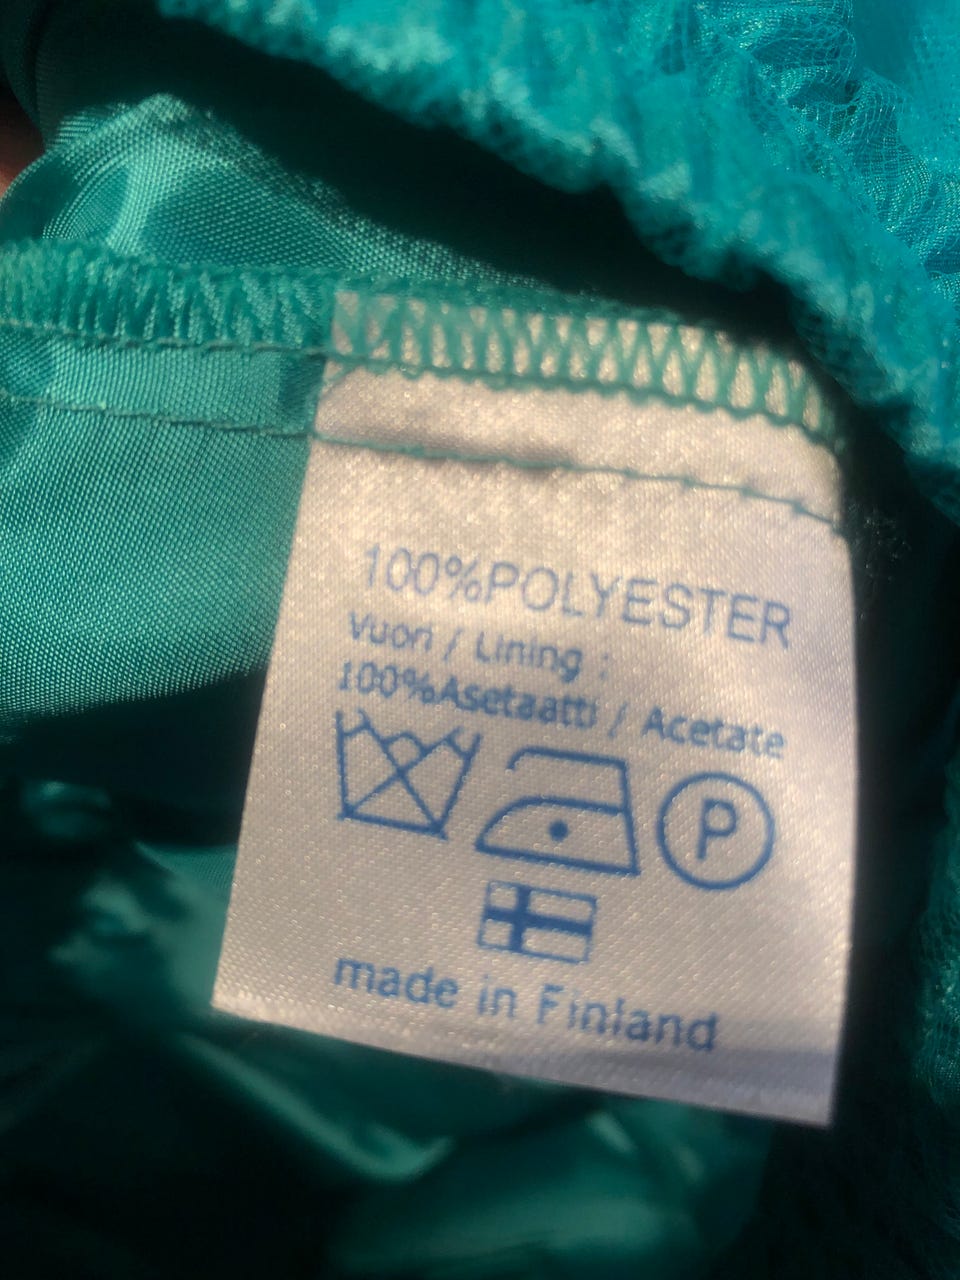 100%POLYESTER
Vuori / Lining :
100%Asetaatti / Acetate
P
made in Finland